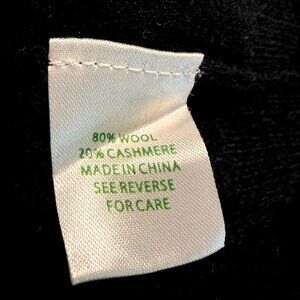 80% WOOL
20% CASHMERE
MADE IN CHINA
SEE REVERSE
FOR CARE